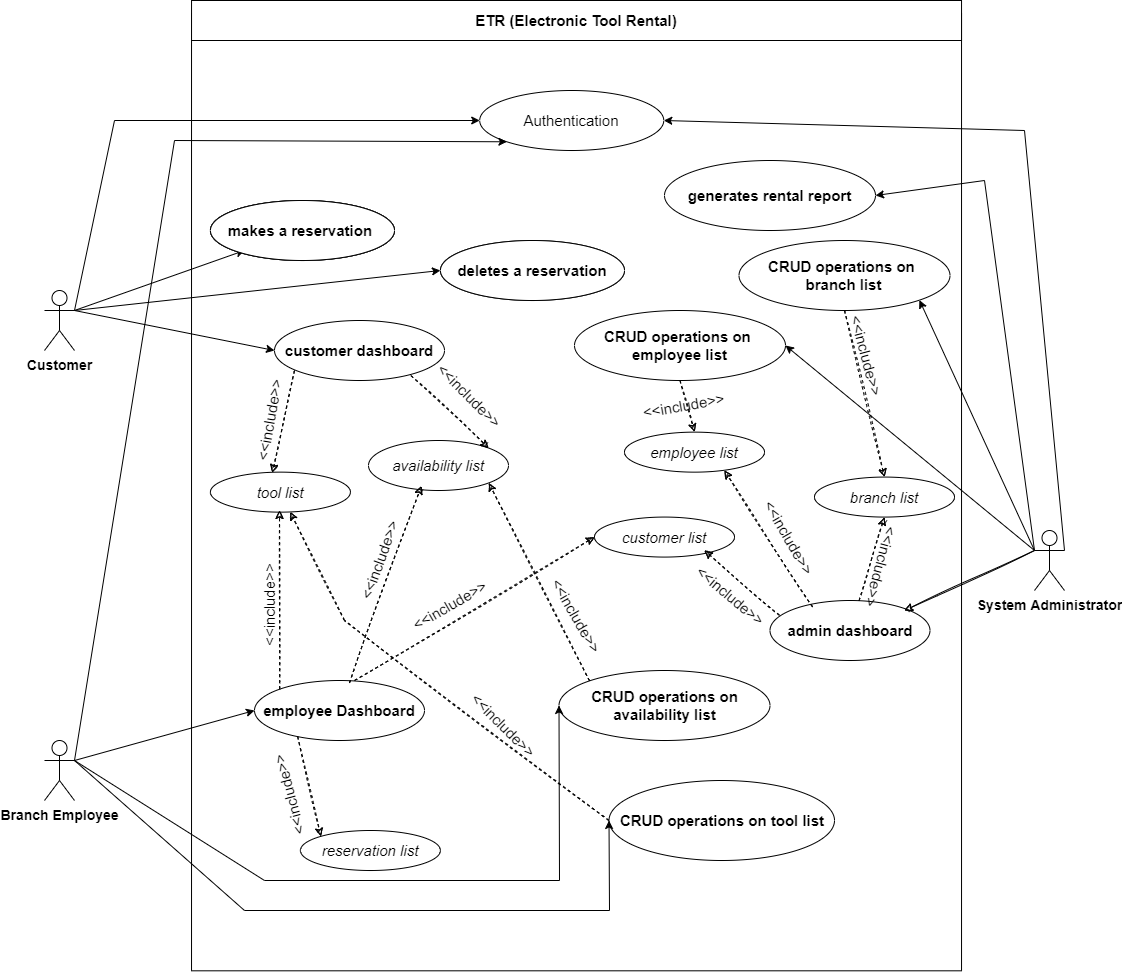 ETR (Electronic Tool Rental)
Authentication
generates rental report
makes a reservation
deletes a reservation
CRUD operations on
branch list
Customer
customer dashboard
CRUD operations on
employee list
<<include>>
<<include>>
<<include>>
<<include>>
availability list
employee list
tool list
branch list
customer list
<<include>>
<<include>>
<<include>>
<<include>>
<<include>>
<<include>>
<<include>>
System Administrator
admin dashboard
employee Dashboard
CRUD operations on
availability list
<<include>>
<<include>>
Branch Employee
CRUD operations on tool list
reservation list